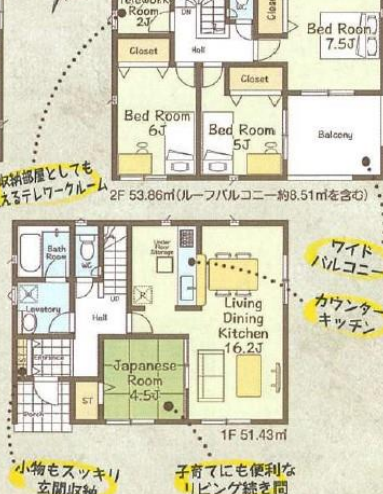 Room
2J
DN
WC
Hall
Closet
Bed Room
7.5J
Closet
Bed Room
6J
Bed Room
5J
Balcony
収納部屋としても
えるテレワークルーム
2F 53.86㎡(ルーフバルコニー約8.51㎡を含む)
Bath
Room
WC
UP
Under
Floor
Storage
Lavatory
Hall
Living
Dining
Kitchen
16.2J
ワイド
バルコニー
カウンター
キッチン
Japanese
Room
4.5J
ST
Entrance
Porch
1F 51.43㎡
小物もスッキリ
玄関収納
子育てにも便利な
リビング続き間